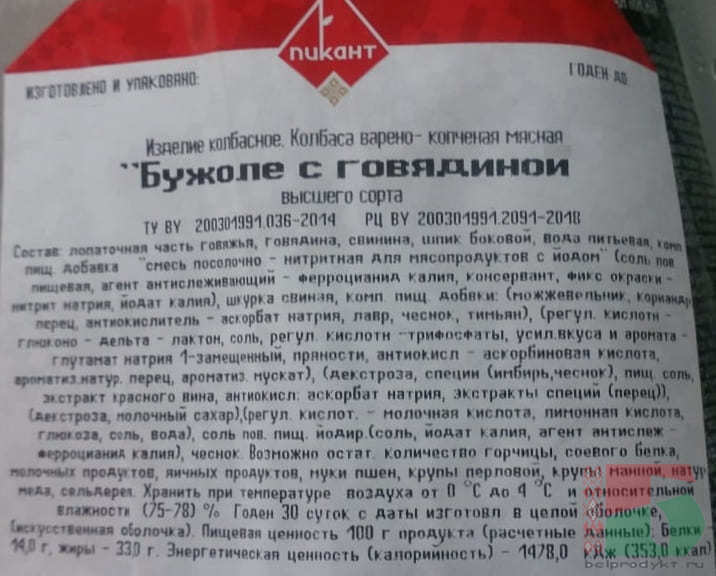 пикант
ИЗГОТОВЛЕНО И УПАКОВАНО:
ГОДЕН ДО
Изделие колбасное. Колбаса варено- копченая мясная
"Бужоле с говядиной
высшего сорта
ТУ BY 200301991.036-2014 РЦ BY 200301991.2091-2018
Состав: лопаточная часть говяжья, говядина, свинина, шпик боковой, вода питьевая, комп
пищ. добавка "смесь посолочно - нитритная для мясопродуктов с йодом" (соль пов
пищевая, агент антислеживающий - ферроцианид калия, консервант, фикс окраски -
нитрит натрия, йодат калия), шкурка свиная, комп. пищ. добвки: (можжевельник, кориандр
перец, антиокислитель - аскорбат натрия, лавр, чеснок, тимьян), (регул. кислотн -
глюконо - дельта - лактон, соль, регул. кислотн -трифосфаты, усил.вкуса и аромата -
глутамат натрия 1-замещенный, пряности, антиокисл - аскорбиновая кислота,
ароматиз.натур. перец, ароматиз. мускат), (декстроза, специи (имбирь,чеснок), пищ. соль,
экстракт красного вина, антиокисл: аскорбат натрия, экстракты специй (перец)),
(декстроза, молочный сахар),(регул. кислот. - молочная кислота, лимонная кислота,
глюкоза, соль, вода), соль пов. пищ. йодир.(соль, йодат калия, агент антислеж -
ферроцианид калия), чеснок. Возможно остат. количество горчицы, соевого белка,
молочных продуктов, яичных продуктов, муки пшен, крупы перловой, крупы манной, натур
меда, сельдерея. Хранить при температуре воздуха от 0 °С до 4 °С и относительной
влажности (75-78) % Годен 30 суток с даты изготовл. в целой оболочке,
(искусственная оболочка). Пищевая ценность 100 г продукта (расчетные данные): Белки
14,0 г, жиры - 33,0 г. Энергетическая ценность (калорийность) - 1478,0 кДж (353,0 ккал)
belprodykt.ru